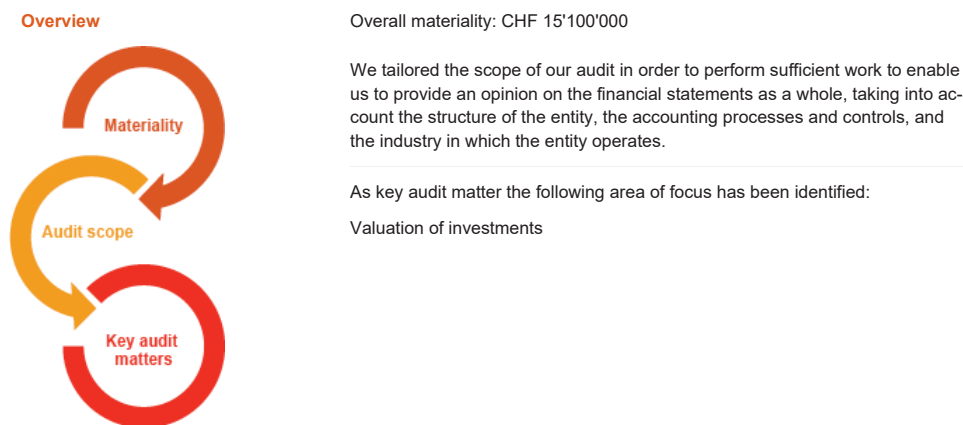 Overview
Overall materiality: CHF 15'100'000
We tailored the scope of our audit in order to perform sufficient work to enable
us to provide an opinion on the financial statements as a whole, taking into ac-
count the structure of the entity, the accounting processes and controls, and
the industry in which the entity operates.
As key audit matter the following area of focus has been identified:
Valuation of investments
Materiality
Audit scope
Key audit
matters